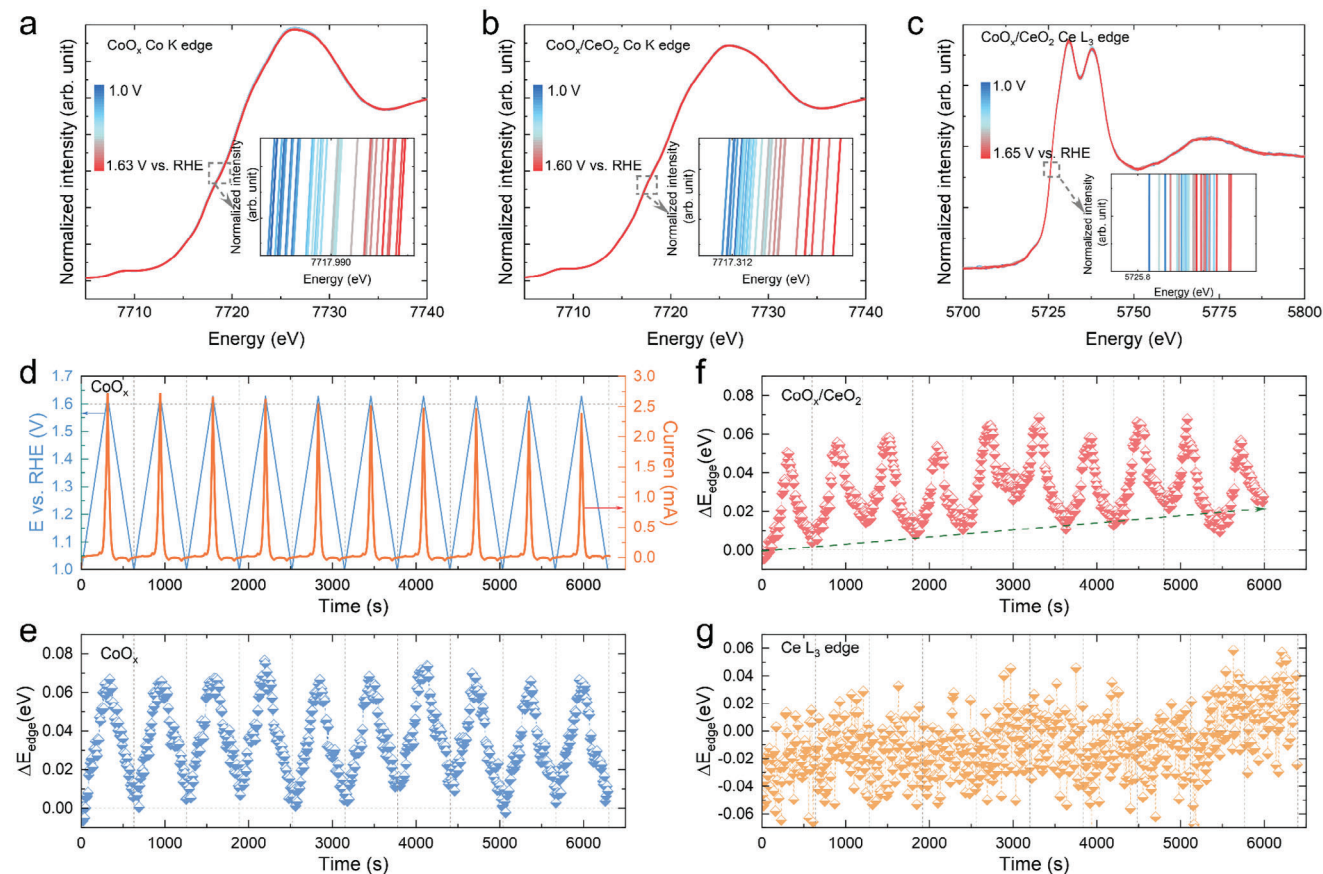 a
CoOx Co K edge
1.0 V
1.63 V vs. RHE
Normalized intensity (arb. unit)
Normalized intensity
(arb. unit)
7717.990
Energy (eV)
7710 7720 7730 7740
Energy (eV)
b
CoOx/CeO2 Co K edge
1.0 V
1.60 V vs. RHE
Normalized intensity (arb. unit)
Normalized intensity
(arb. unit)
7717.312
Energy (eV)
7710 7720 7730 7740
Energy (eV)
c
CoOx/CeO2 Ce L3 edge
1.0 V
1.65 V vs. RHE
Normalized intensity (arb. unit)
Normalized intensity
(arb. unit)
5725.8
Energy (eV)
5700 5725 5750 5775 5800
Energy (eV)
d
CoOx
E vs. RHE (V)
1.7
1.6
1.5
1.4
1.3
1.2
1.1
1.0
3.0
2.5
2.0
1.5
1.0
0.5
0.0
Curren (mA)
0 1000 2000 3000 4000 5000 6000
Time (s)
f
CoOx/CeO2
ΔEedge(eV)
0.08
0.06
0.04
0.02
0.00
0 1000 2000 3000 4000 5000 6000
Time (s)
e
CoOx
ΔEedge(eV)
0.08
0.06
0.04
0.02
0.00
0 1000 2000 3000 4000 5000 6000
Time (s)
g
Ce L3 edge
ΔEedge(eV)
0.06
0.04
0.02
0.00
-0.02
-0.04
-0.06
0 1000 2000 3000 4000 5000 6000
Time (s)